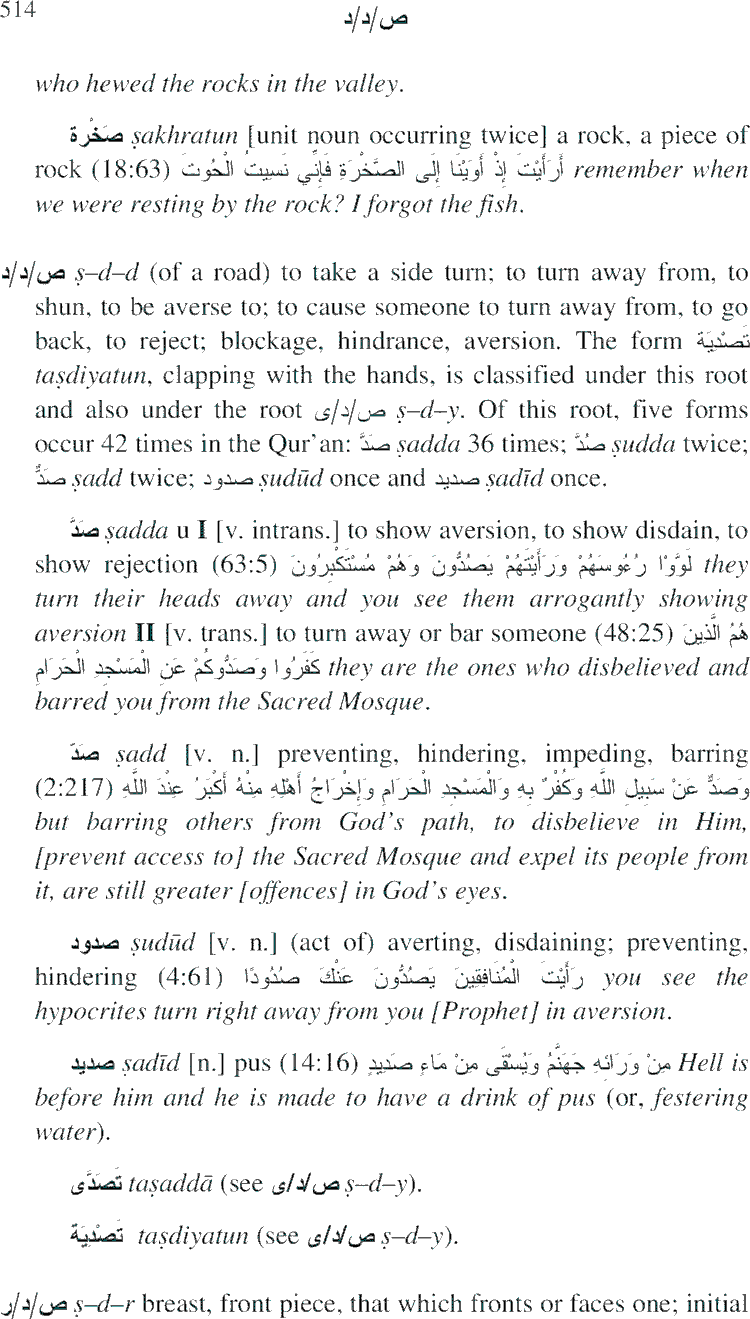 514
ص/د/د
who hewed the rocks in the valley.
صَخْرة ṣakhratun [unit noun occurring twice] a rock, a piece of
rock (18:63) أَرَأَيْتَ إِذْ أَوَيْنَا إِلَى الصَّخْرَةِ فَإِنِّي نَسِيتُ الْحُوتَ remember when
we were resting by the rock? I forgot the fish.
ص/د/د ṣ–d–d (of a road) to take a side turn; to turn away from, to
shun, to be averse to; to cause someone to turn away from, to go
back, to reject; blockage, hindrance, aversion. The form تَصْدِيَة
taṣdiyatun, clapping with the hands, is classified under this root
and also under the root ص/د/ى ṣ–d–y. Of this root, five forms
occur 42 times in the Qur’an: صَدَّ ṣadda 36 times; صُدَّ ṣudda twice;
صَدٌّ ṣadd twice; صدود ṣudūd once and صديد ṣadīd once.
صَدَّ ṣadda u I [v. intrans.] to show aversion, to show disdain, to
show rejection (63:5) لَوَّوْا رُءُوسَهُمْ وَرَأَيْتَهُمْ يَصُدُّونَ وَهُمْ مُسْتَكْبِرُونَ they
turn their heads away and you see them arrogantly showing
aversion II [v. trans.] to turn away or bar someone (48:25) هُمُ الَّذِينَ
كَفَرُوا وَصَدُّوكُمْ عَنِ الْمَسْجِدِ الْحَرَامِ they are the ones who disbelieved and
barred you from the Sacred Mosque.
صَدّ ṣadd [v. n.] preventing, hindering, impeding, barring
(2:217) وَصَدٌّ عَنْ سَبِيلِ اللَّهِ وَكُفْرٌ بِهِ وَالْمَسْجِدِ الْحَرَامِ وَإِخْرَاجُ أَهْلِهِ مِنْهُ أَكْبَرُ عِنْدَ اللَّهِ
but barring others from God’s path, to disbelieve in Him,
[prevent access to] the Sacred Mosque and expel its people from
it, are still greater [offences] in God’s eyes.
صدود ṣudūd [v. n.] (act of) averting, disdaining; preventing,
hindering (4:61) رَأَيْتَ الْمُنَافِقِينَ يَصُدُّونَ عَنْكَ صُدُودًا you see the
hypocrites turn right away from you [Prophet] in aversion.
صديد ṣadīd [n.] pus (14:16) مِنْ وَرَائِهِ جَهَنَّمُ وَيُسْقَى مِنْ مَاءٍ صَدِيدٍ Hell is
before him and he is made to have a drink of pus (or, festering
water).
تَصَدَّى taṣaddā (see ص/د/ى ṣ–d–y).
تَصْدِيَة taṣdiyatun (see ص/د/ى ṣ–d–y).
ص/د/ر ṣ–d–r breast, front piece, that which fronts or faces one; initial